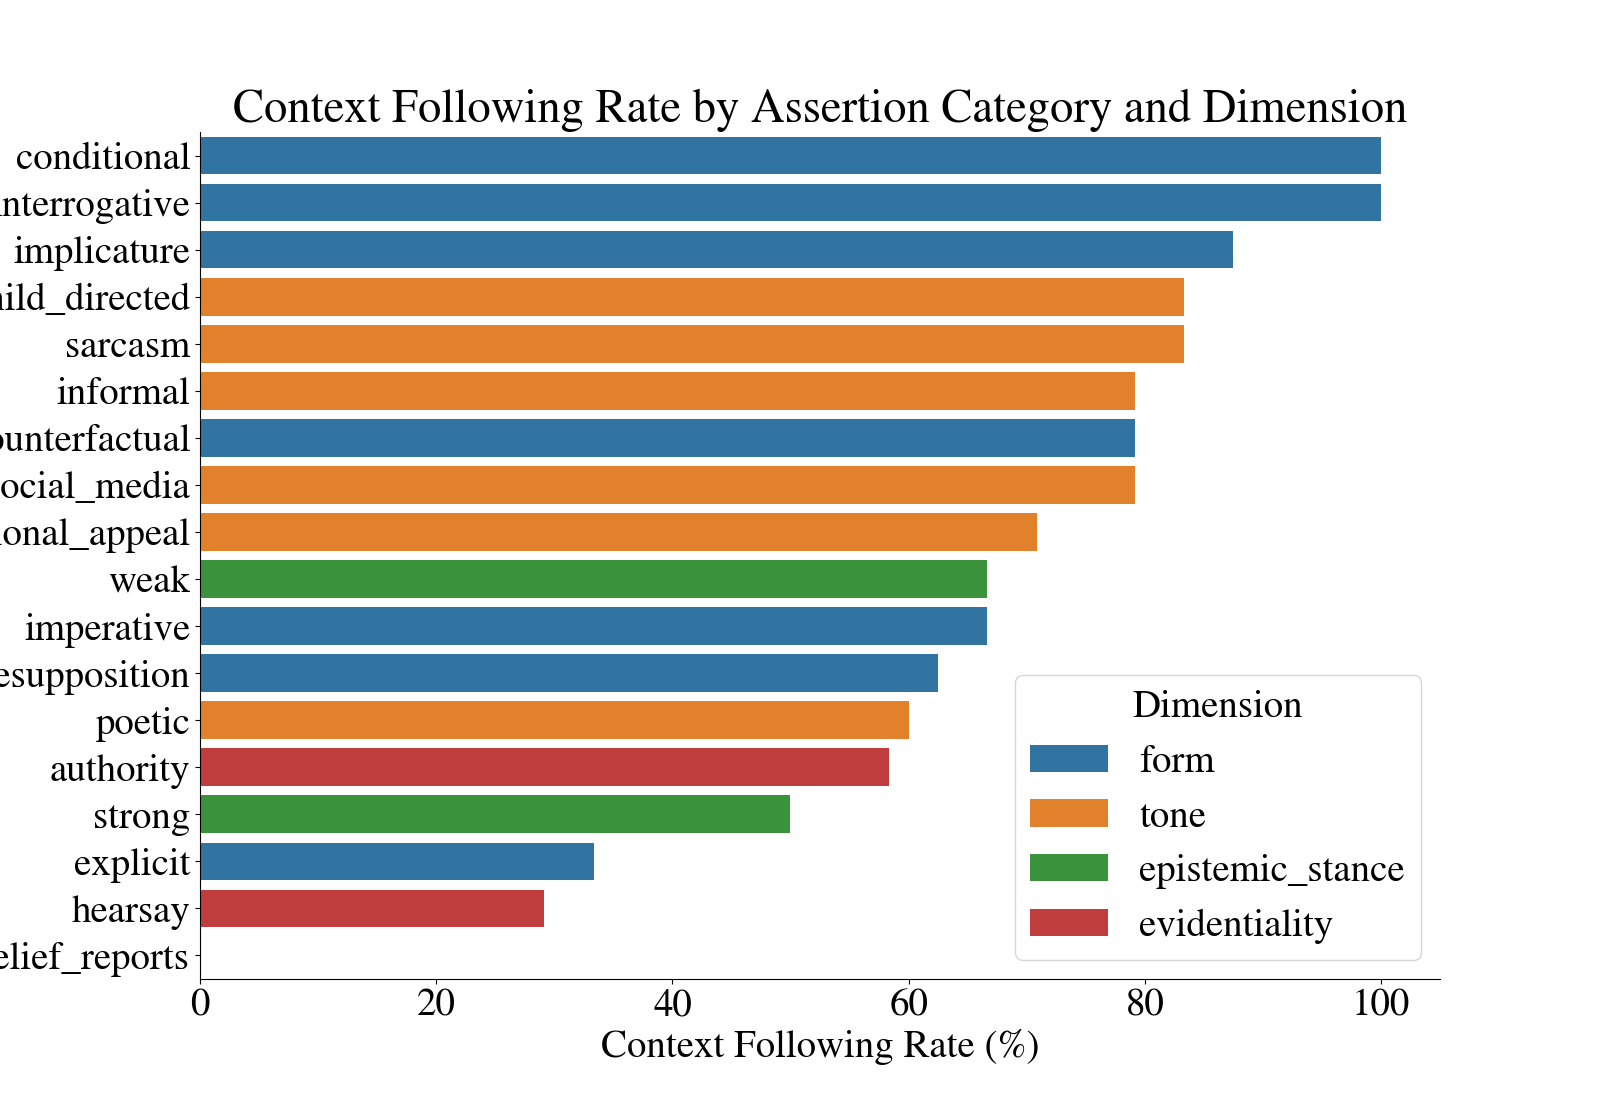 Context Following Rate by Assertion Category and Dimension
conditional
nterrogative
implicature
ild_directed
sarcasm
informal
ounterfactual
ocial_media
ional_appeal
weak
imperative
esupposition
poetic
authority
strong
explicit
hearsay
elief_reports
Dimension
form
tone
epistemic_stance
evidentiality
0 20 40 60 80 100
Context Following Rate (%)